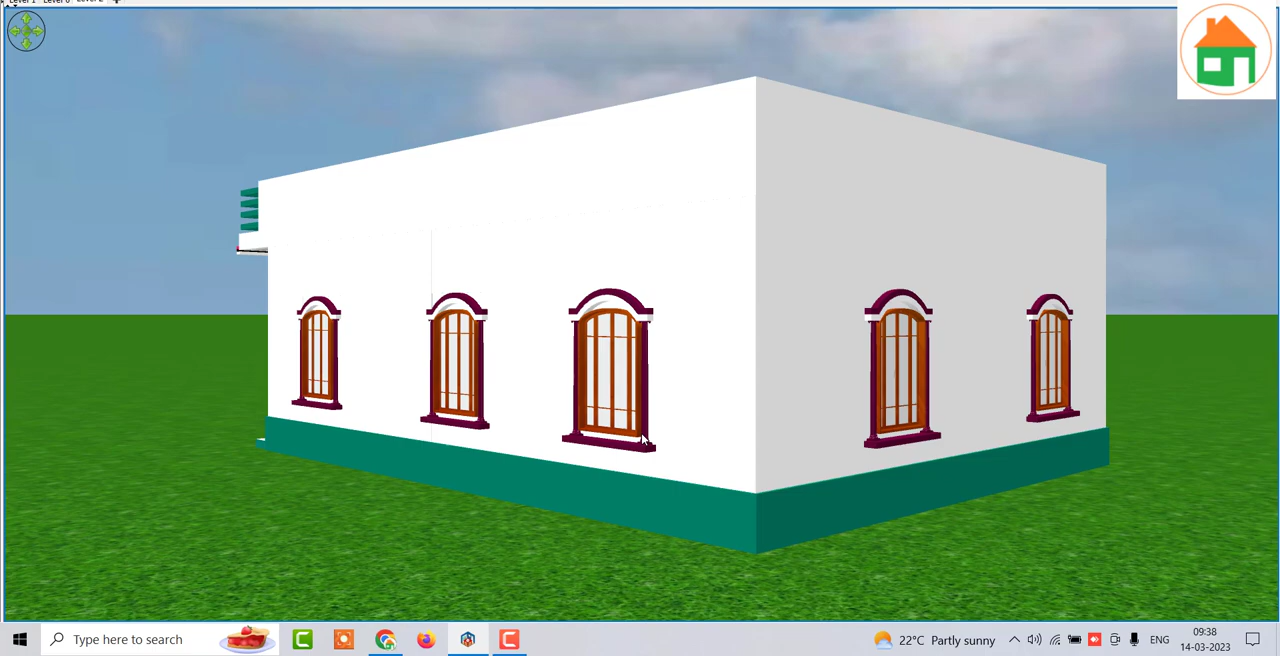 Type here to search
22°C Partly sunny
ENG
09:38
14-03-2023